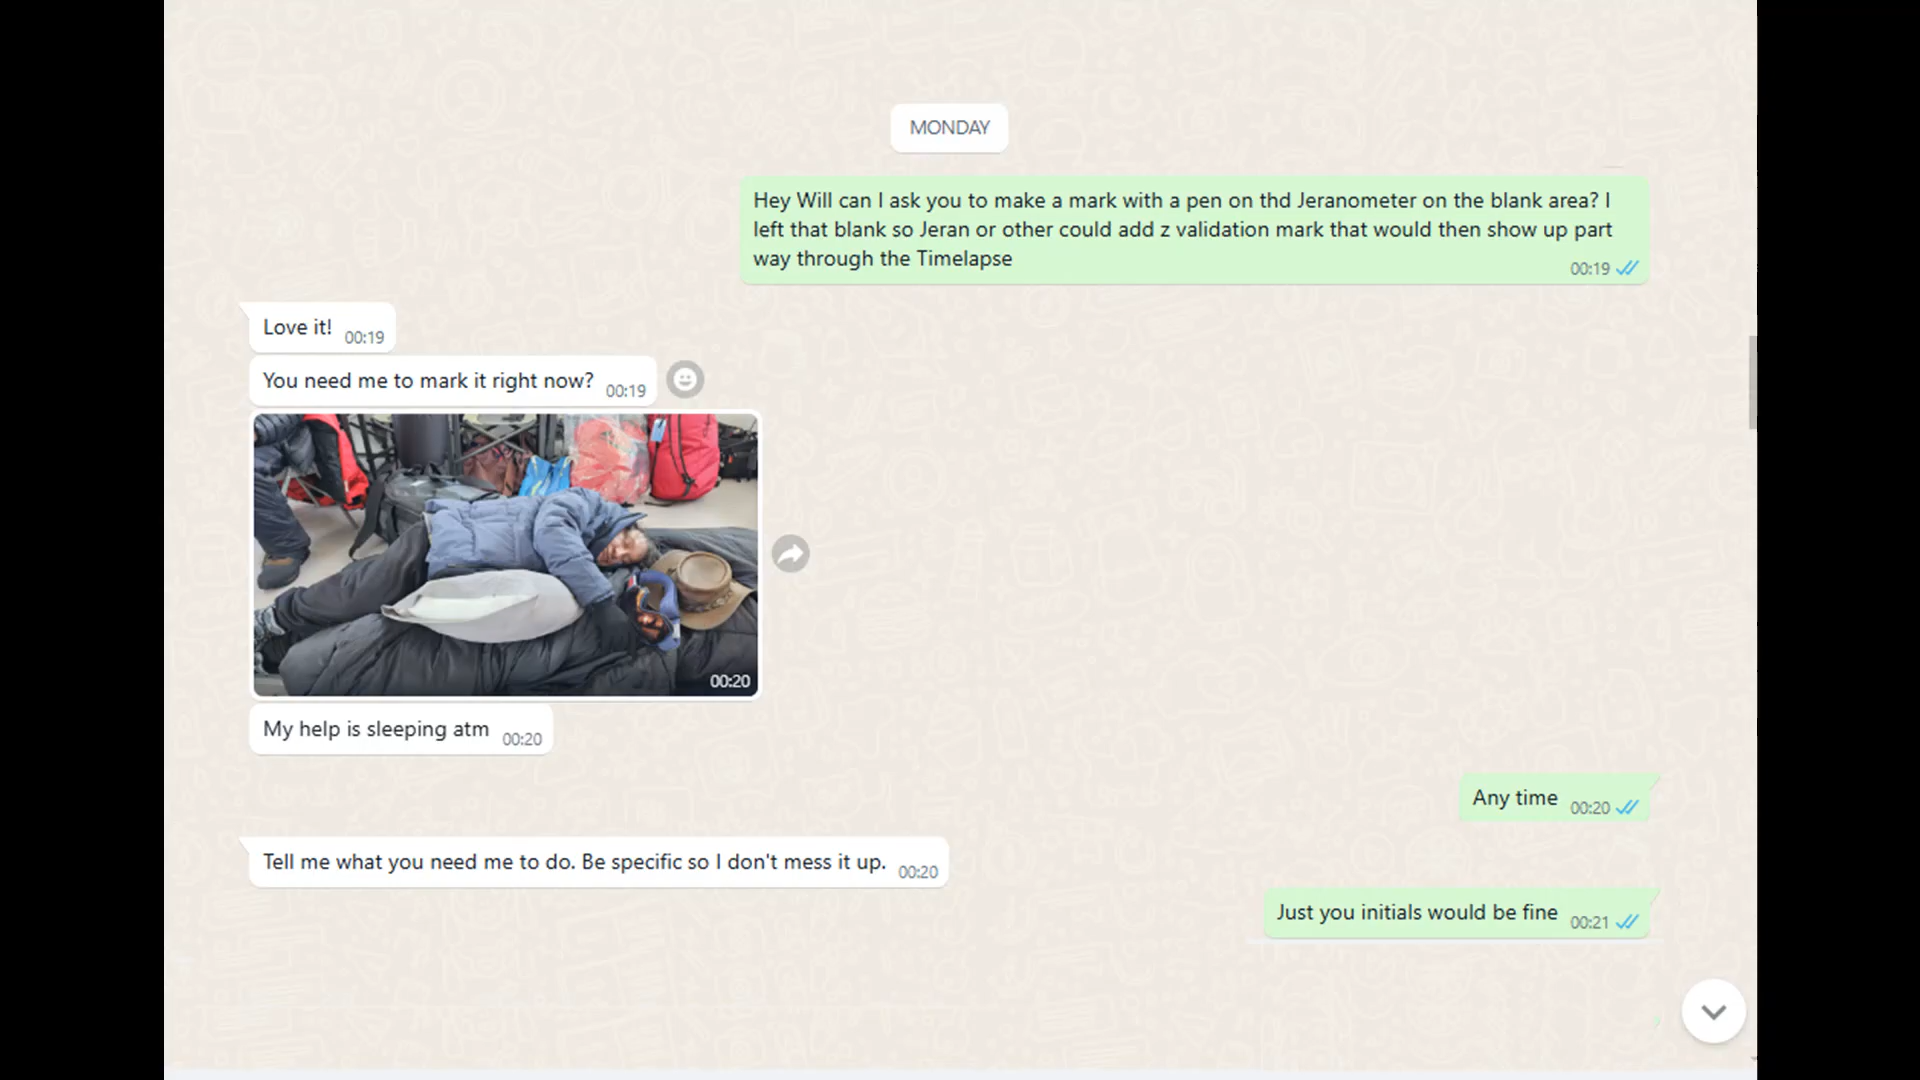 MONDAY
Hey Will can I ask you to make a mark with a pen on thd Jeranometer on the blank area? I
left that blank so Jeran or other could add z validation mark that would then show up part
way through the Timelapse
00:19
Love it! 00:19
You need me to mark it right now? 00:19
00:20
My help is sleeping atm 00:20
Any time 00:20
Tell me what you need me to do. Be specific so I don't mess it up. 00:20
Just you initials would be fine 00:21